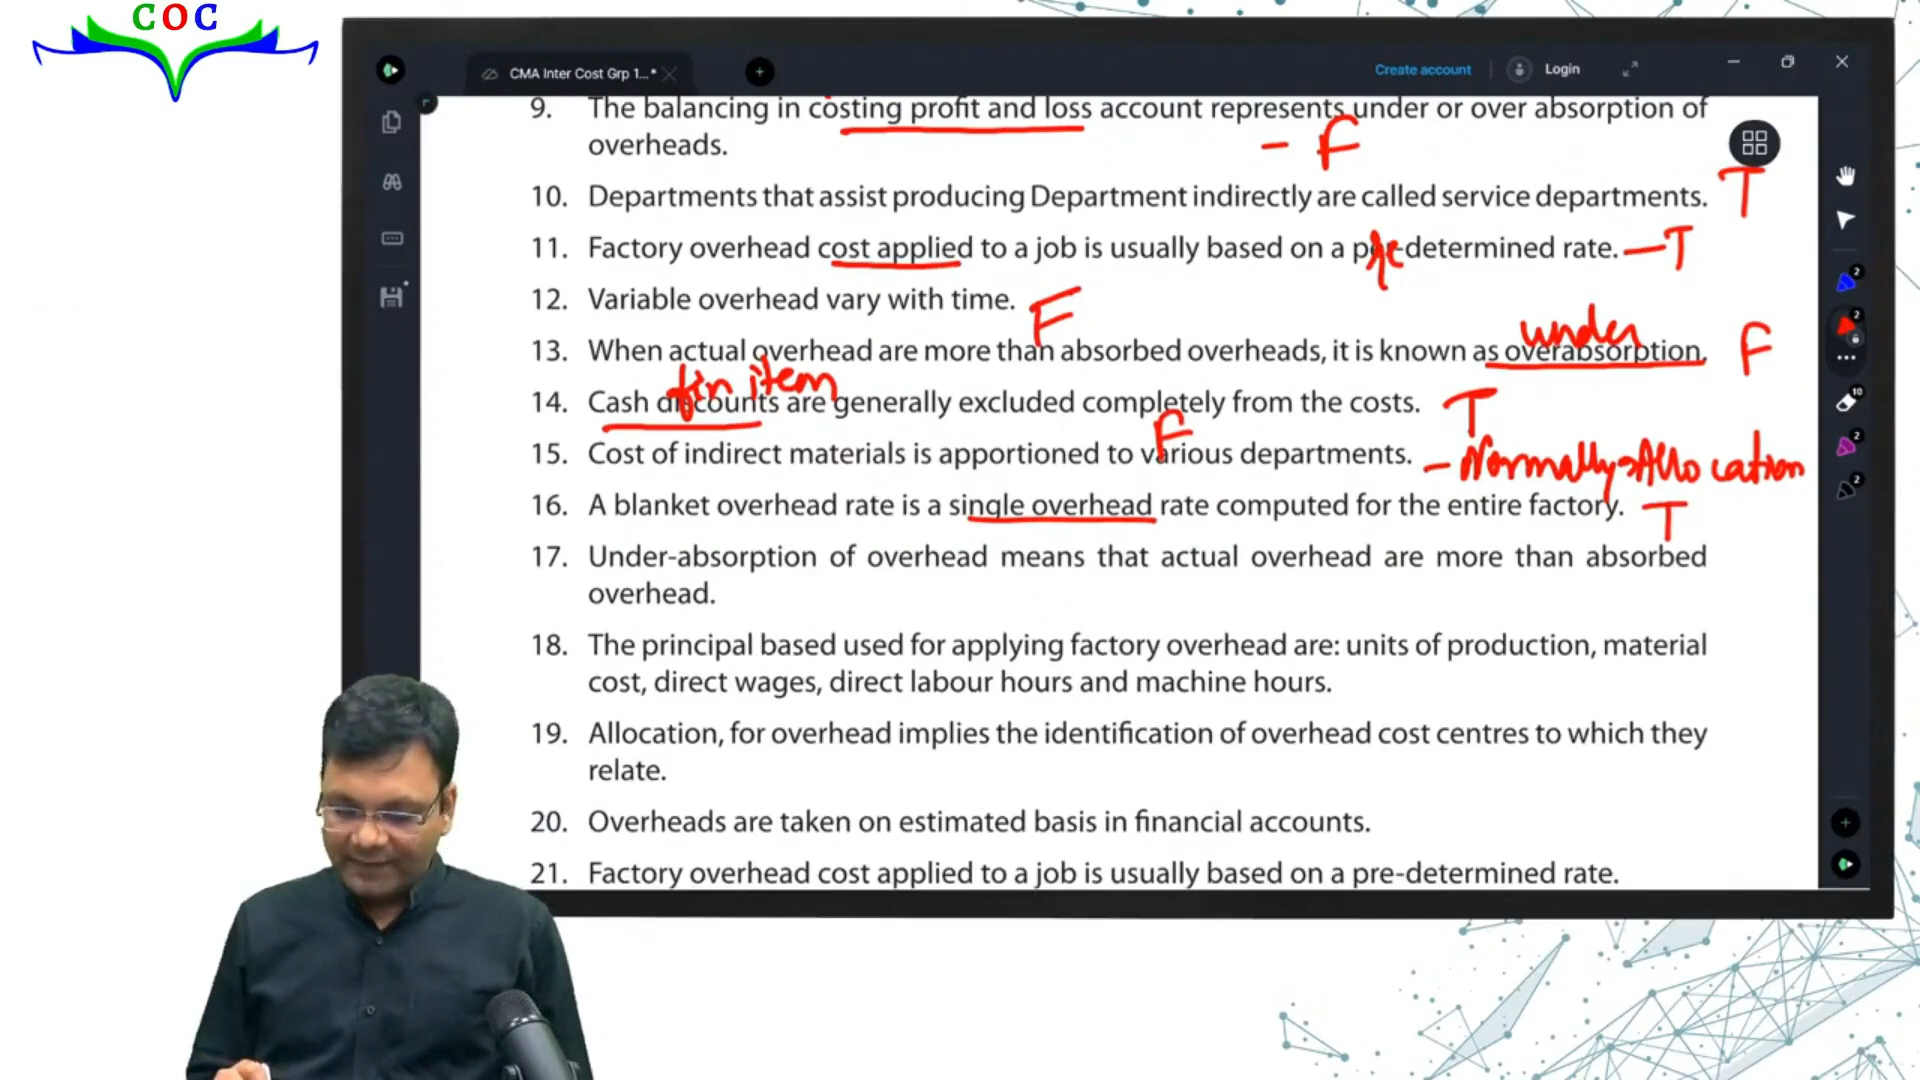 COC
CMA Inter Cost Grp 1...*
Create account
Login
9. The balancing in costing profit and loss account represents under or over absorption of
overheads. - F
10. Departments that assist producing Department indirectly are called service departments. T
11. Factory overhead cost applied to a job is usually based on a pre-determined rate. - T
12. Variable overhead vary with time. F
under
13. When actual overhead are more than absorbed overheads, it is known as overabsorption. F
fin item
14. Cash discounts are generally excluded completely from the costs. T
15. Cost of indirect materials is apportioned to various departments. F - Normally → Allocation
16. A blanket overhead rate is a single overhead rate computed for the entire factory. T
17. Under-absorption of overhead means that actual overhead are more than absorbed
overhead.
18. The principal based used for applying factory overhead are: units of production, material
cost, direct wages, direct labour hours and machine hours.
19. Allocation, for overhead implies the identification of overhead cost centres to which they
relate.
20. Overheads are taken on estimated basis in financial accounts.
21. Factory overhead cost applied to a job is usually based on a pre-determined rate.
2
2
10
2
2